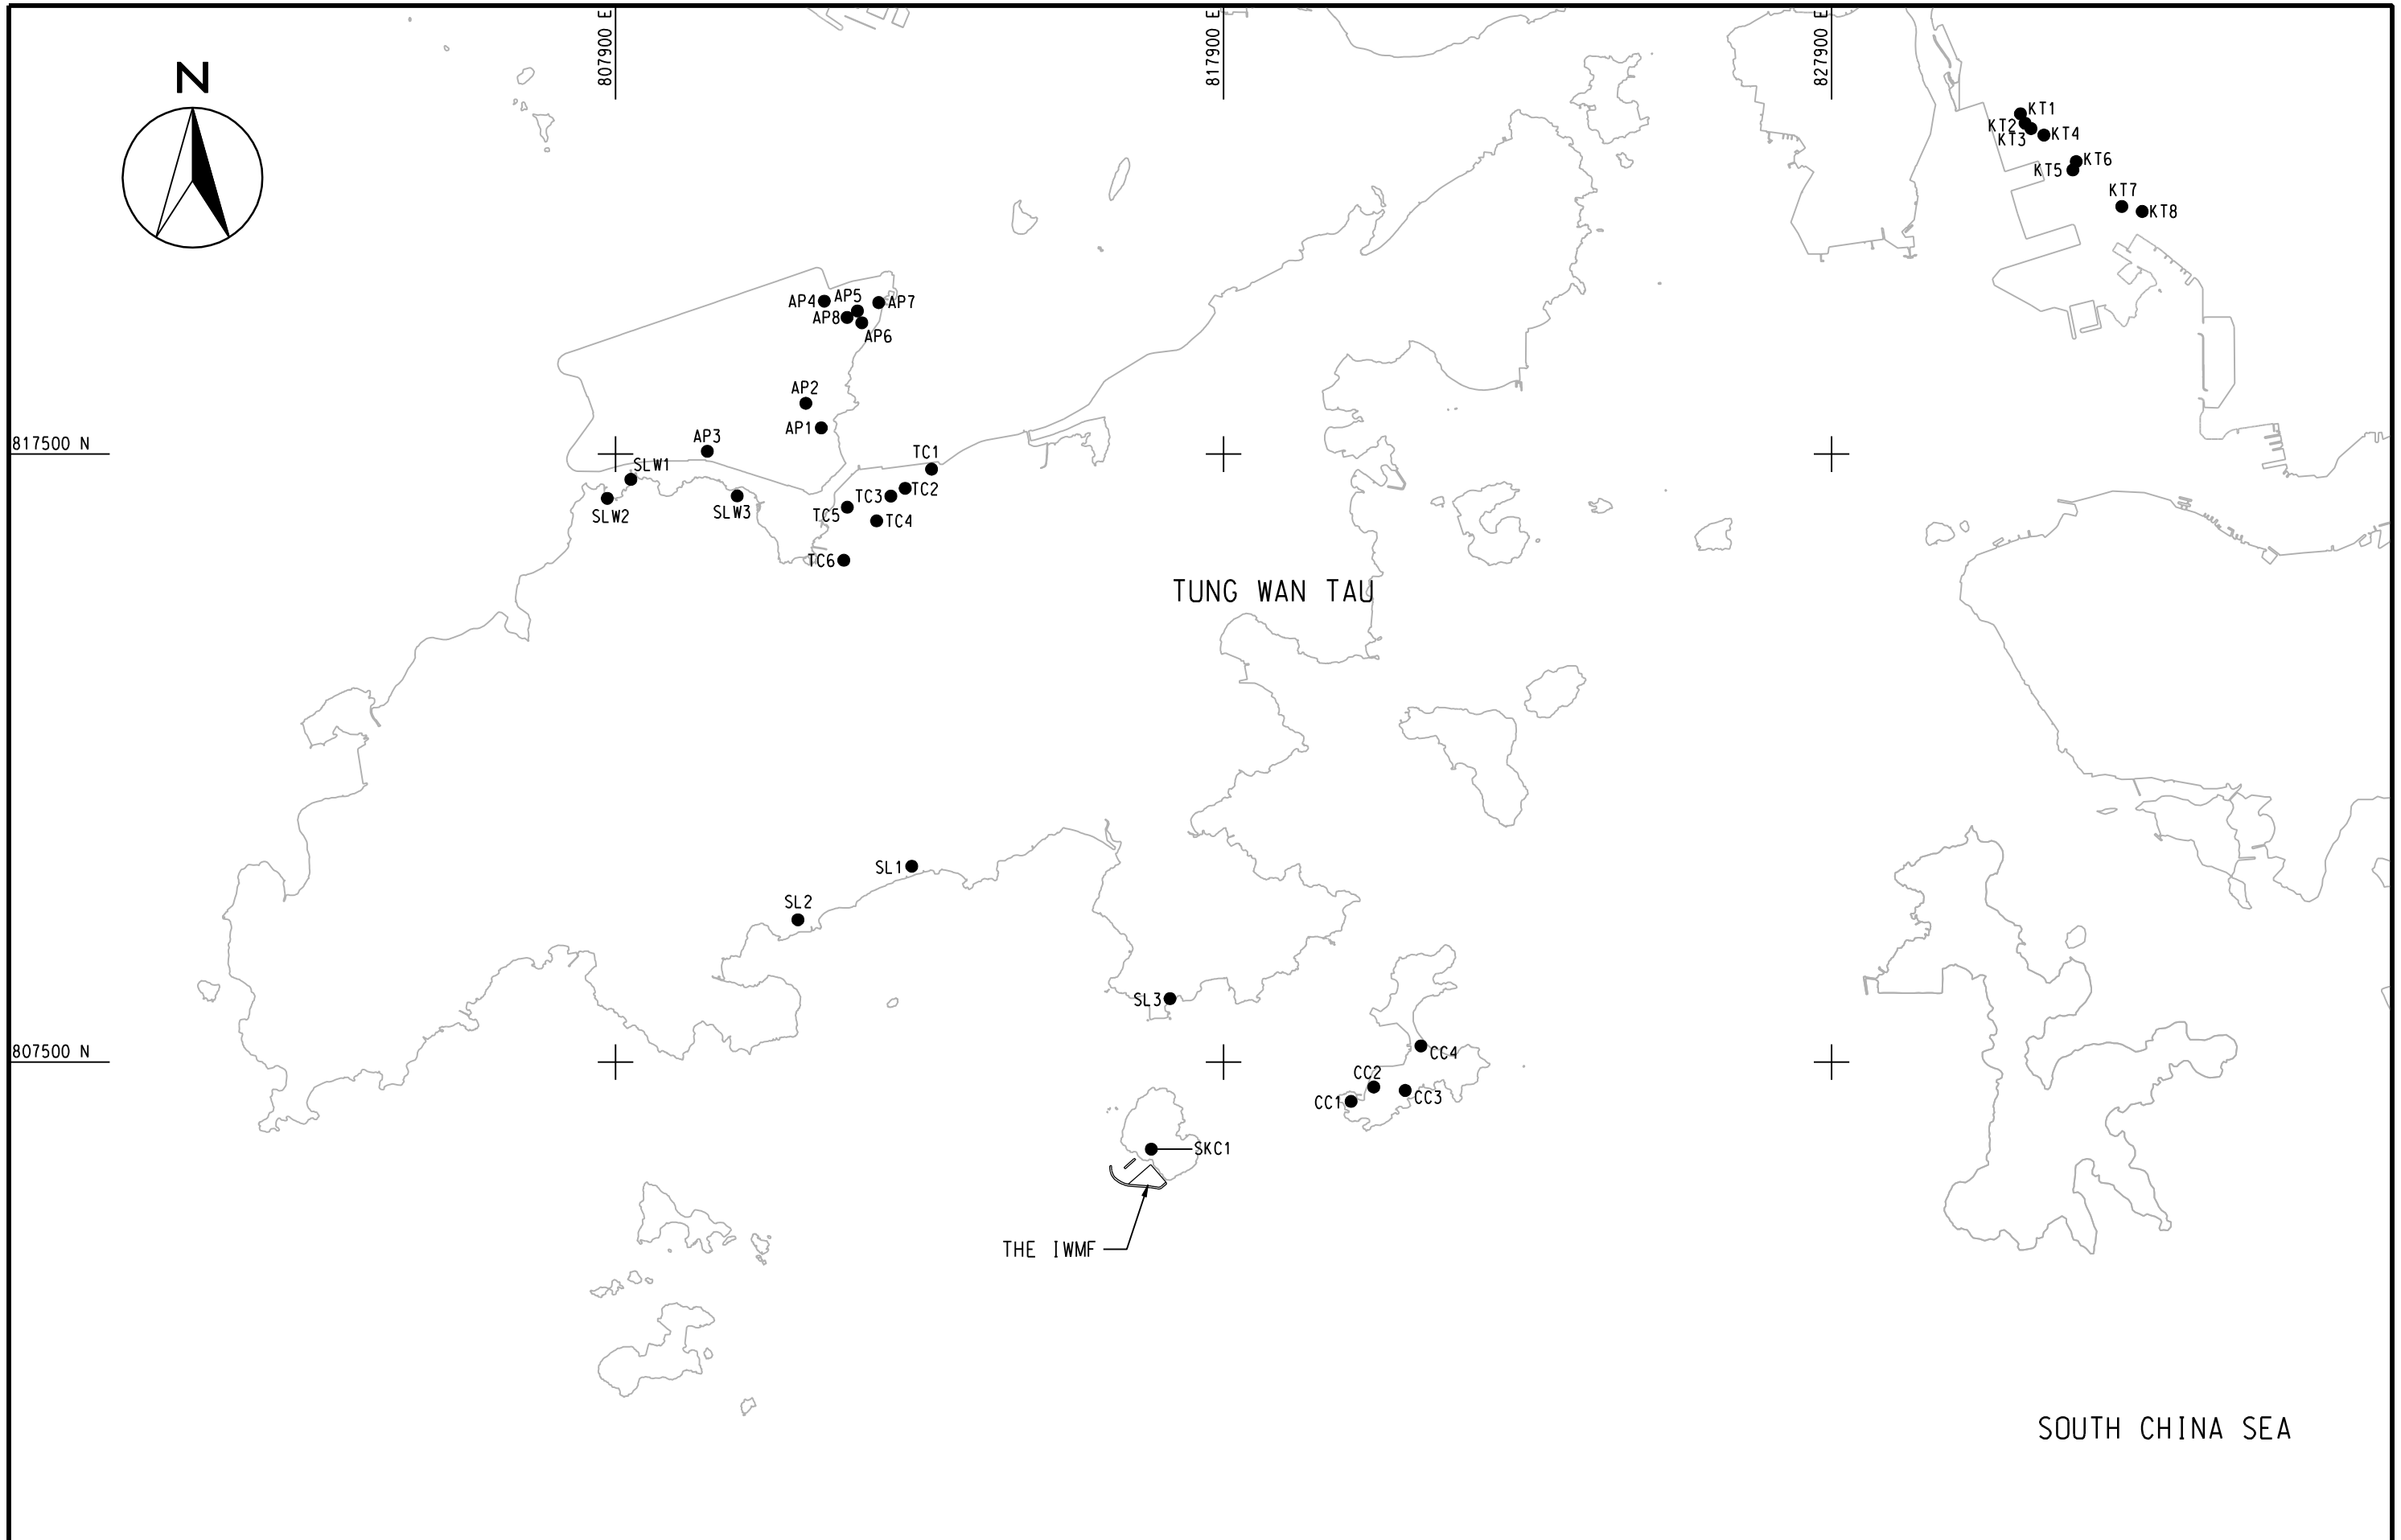 807900 E
817900 E
827900 E
N
KT1
KT2
KT3
KT4
KT6
KT5
KT7
KT8
AP4
AP5
AP7
AP8
AP6
AP2
AP1
AP3
817500 N
TC1
SLW1
TC2
TC3
SLW3
SLW2
TC5
TC4
TC6
TUNG WAN TAU
SL1
SL2
SL3
807500 N
CC4
CC2
CC1
CC3
SKC1
THE IWMF
SOUTH CHINA SEA